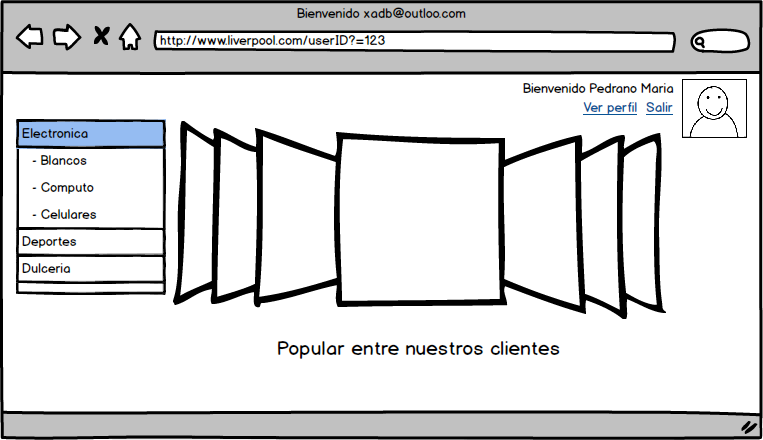 Bienvenido xadb@outloo.com
http://www.liverpool.com/userID?=123
Bienvenido Pedrano Maria
Ver perfil Salir
Electronica
- Blancos
- Computo
- Celulares
Deportes
Dulceria
Popular entre nuestros clientes